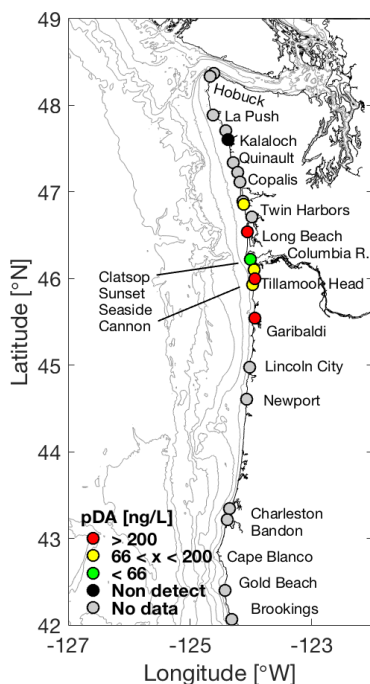 49
48
47
46
45
44
43
42
Latitude [°N]
Hobuck
La Push
Kalaloch
Quinault
Copalis
Twin Harbors
Long Beach
Columbia R.
Clatsop
Sunset
Seaside
Cannon
Tillamook Head
Garibaldi
Lincoln City
Newport
Charleston
Bandon
Cape Blanco
Gold Beach
Brookings
pDA [ng/L]
> 200
66 < x < 200
< 66
Non detect
No data
-127 -125 -123
Longitude [°W]